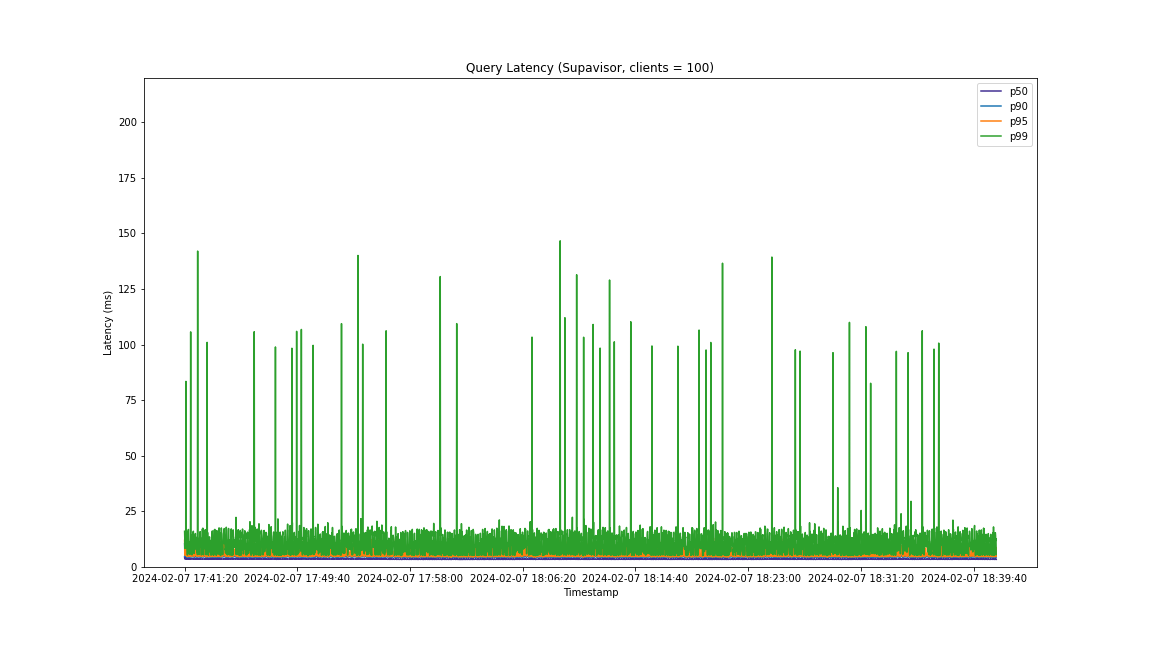 Query Latency (Supavisor, clients = 100)
p50
p90
p95
p99
200
175
150
125
100
75
50
25
0
Latency (ms)
2024-02-07 17:41:20 2024-02-07 17:49:40 2024-02-07 17:58:00 2024-02-07 18:06:20 2024-02-07 18:14:40 2024-02-07 18:23:00 2024-02-07 18:31:20 2024-02-07 18:39:40
Timestamp